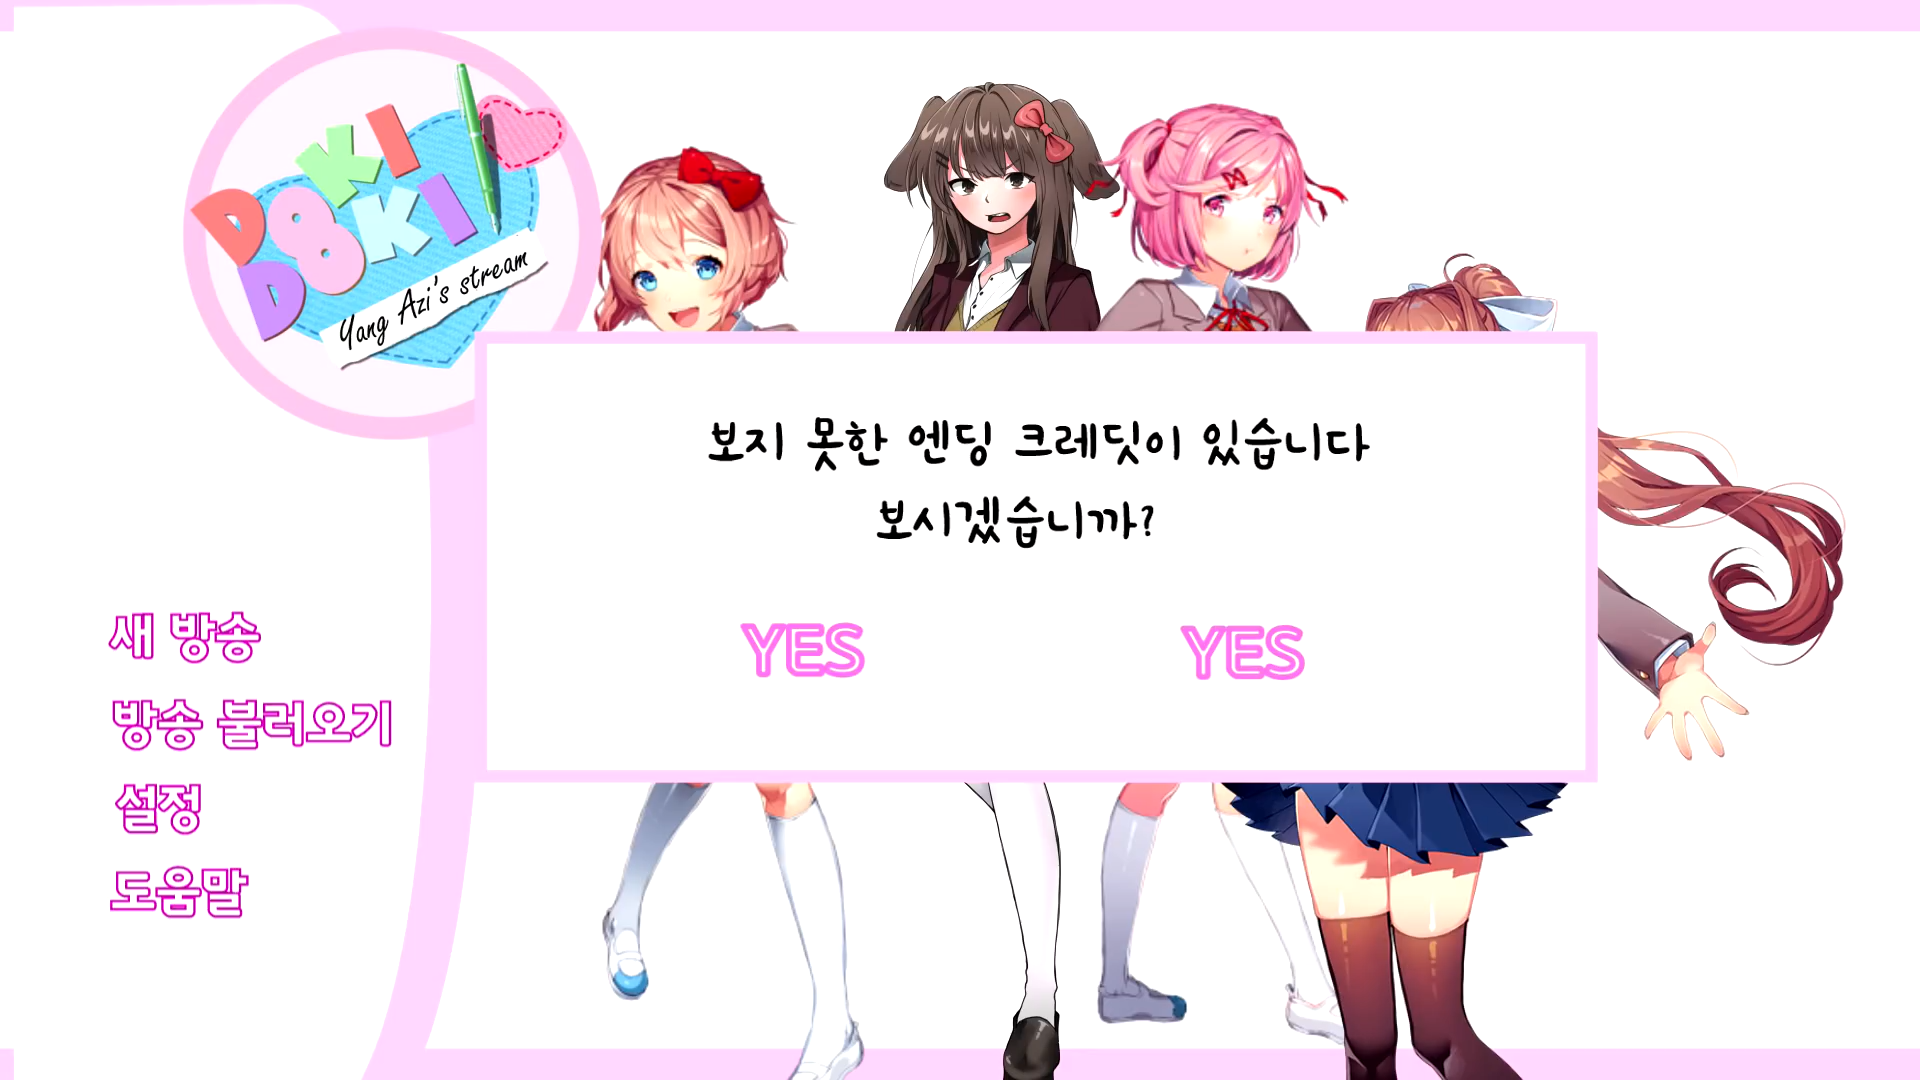 DOKI
DOKI
Yang Azi's stream
보지 못한 엔딩 크레딧이 있습니다
보시겠습니까?
YES YES
새 방송
방송 불러오기
설정
도움말